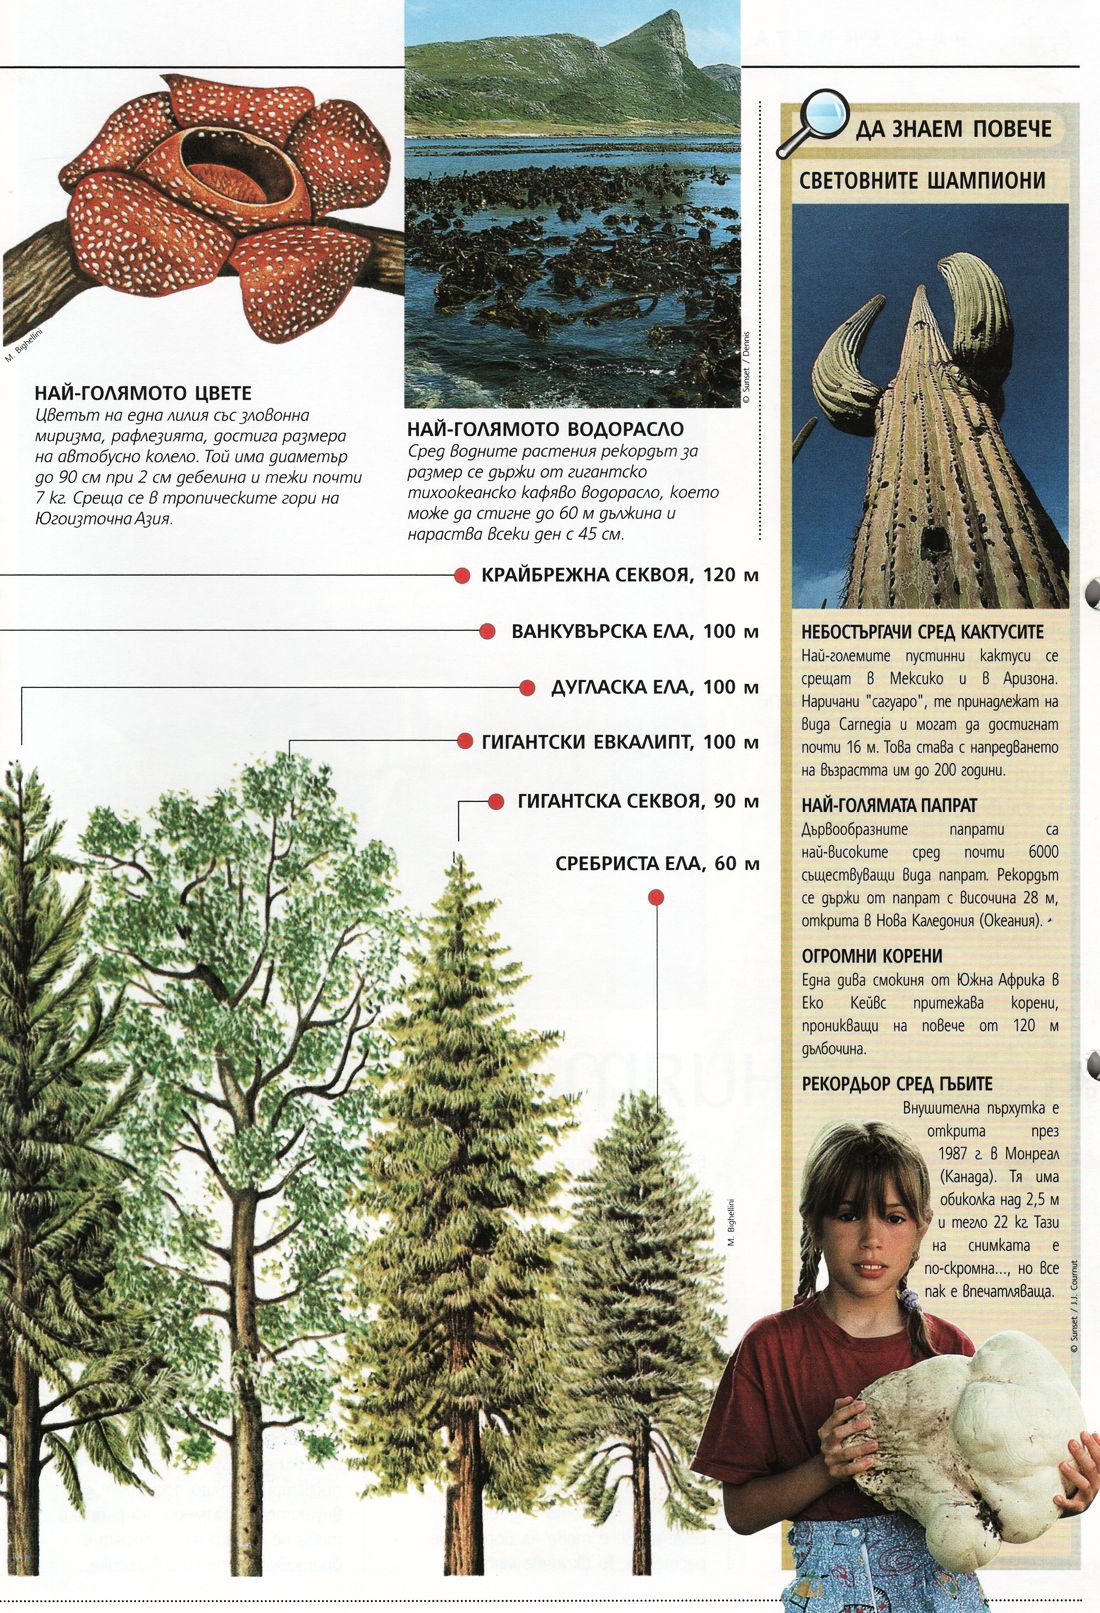 M. Bighellini
НАЙ-ГОЛЯМОТО ЦВЕТЕ
Цветът на една лилия със зловонна
миризма, рафлезията, достига размера
на автобусно колело. Той има диаметър
до 90 см при 2 см дебелина и тежи почти
7 кг. Среща се в тропическите гори на
Югоизточна Азия.
© Sunset / Dennis
НАЙ-ГОЛЯМОТО ВОДОРАСЛО
Сред водните растения рекордът за
размер се държи от гигантско
тихоокеанско кафяво водорасло, което
може да стигне до 60 м дължина и
нараства всеки ден с 45 см.
КРАЙБРЕЖНА СЕКВОЯ, 120 м
ВАНКУВЪРСКА ЕЛА, 100 м
ДУГЛАСКА ЕЛА, 100 м
ГИГАНТСКИ ЕВКАЛИПТ, 100 м
ГИГАНТСКА СЕКВОЯ, 90 м
СРЕБРИСТА ЕЛА, 60 м
M. Bighellini
ДА ЗНАЕМ ПОВЕЧЕ
СВЕТОВНИТЕ ШАМПИОНИ
НЕБОСТЪРГАЧИ СРЕД КАКТУСИТЕ
Най-големите пустинни кактуси се
срещат в Мексико и в Аризона.
Наричани "сагуаро", те принадлежат на
вида Carnegia и могат да достигнат
почти 16 м. Това става с напредването
на възрастта им до 200 години.
НАЙ-ГОЛЯМАТА ПАПРАТ
Дървообразните папрати са
най-високите сред почти 6000
съществуващи вида папрат. Рекордът
се държи от папрат с височина 28 м,
открита в Нова Каледония (Океания).
ОГРОМНИ КОРЕНИ
Една дива смокиня от Южна Африка в
Еко Кейвс притежава корени,
проникващи на повече от 120 м
дълбочина.
РЕКОРДЬОР СРЕД ГЪБИТЕ
Внушителна пърхутка е
открита през
1987 г. в Монреал
(Канада). Тя има
обиколка над 2,5 м
и тегло 22 кг. Тази
на снимката е
по-скромна..., но все
пак е впечатляваща.
© Sunset / J.J. Cournut